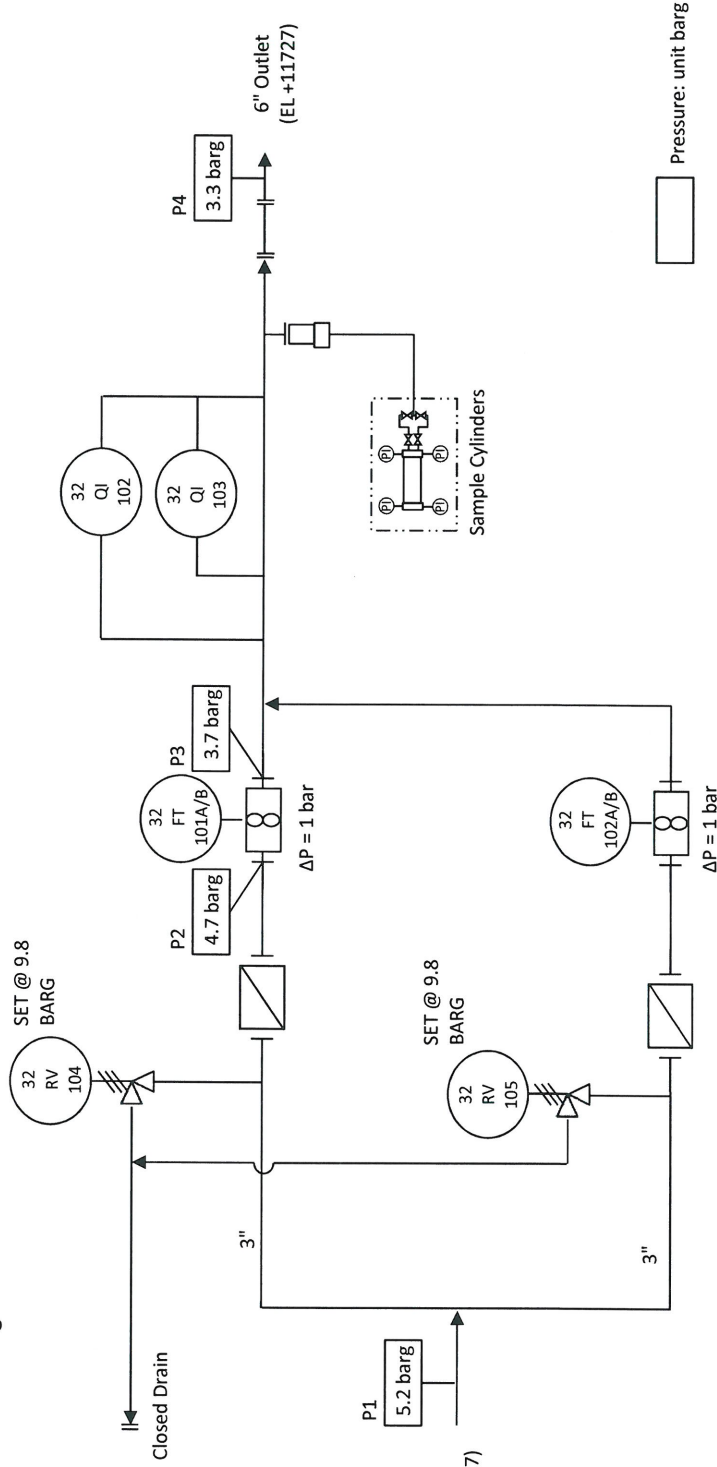 SET @ 9.8
BARG
32
RV
104
Closed Drain
3"
P2
4.7 barg
32
FT
101A/B
ΔP = 1 bar
P3
3.7 barg
32
QI
102
32
QI
103
P4
3.3 barg
6" Outlet
(EL +11727)
PI
PI
PI
PI
Sample Cylinders
P1
5.2 barg
7)
SET @ 9.8
BARG
32
RV
105
3"
32
FT
102A/B
ΔP = 1 bar
Pressure: unit barg